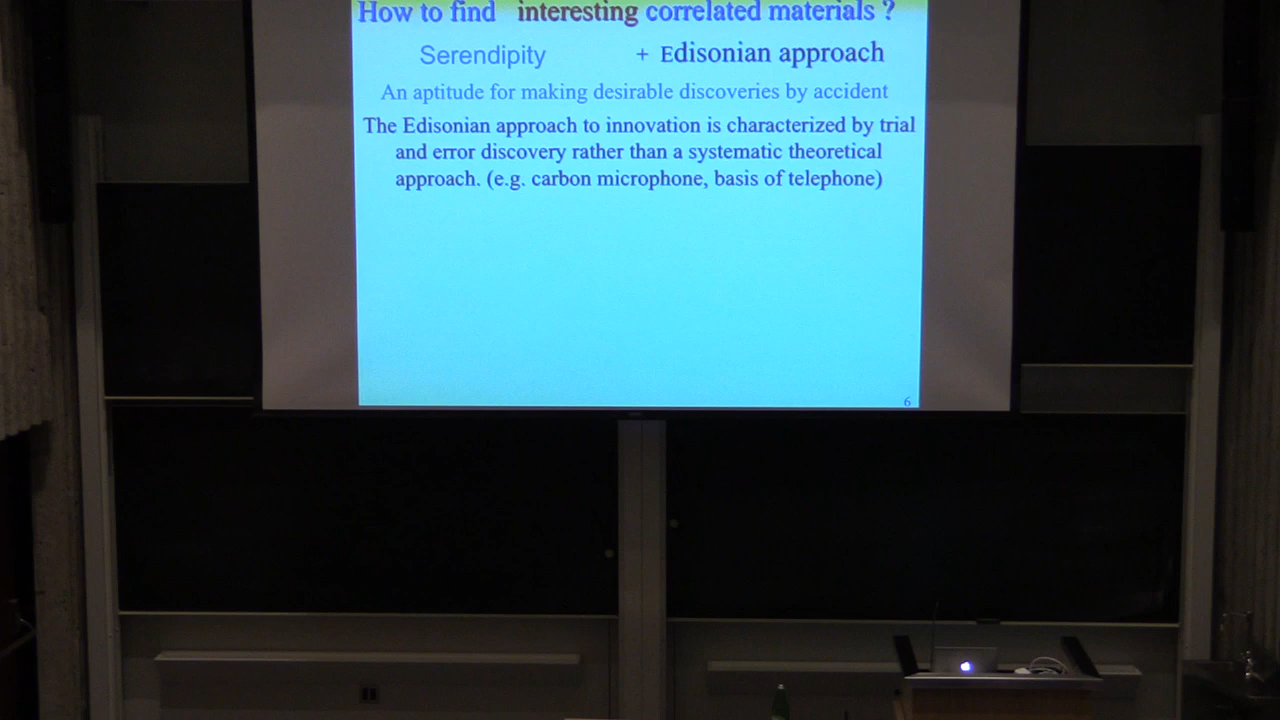 How to find interesting correlated materials ?
Serendipity + Edisonian approach
An aptitude for making desirable discoveries by accident
The Edisonian approach to innovation is characterized by trial
and error discovery rather than a systematic theoretical
approach. (e.g. carbon microphone, basis of telephone)
6